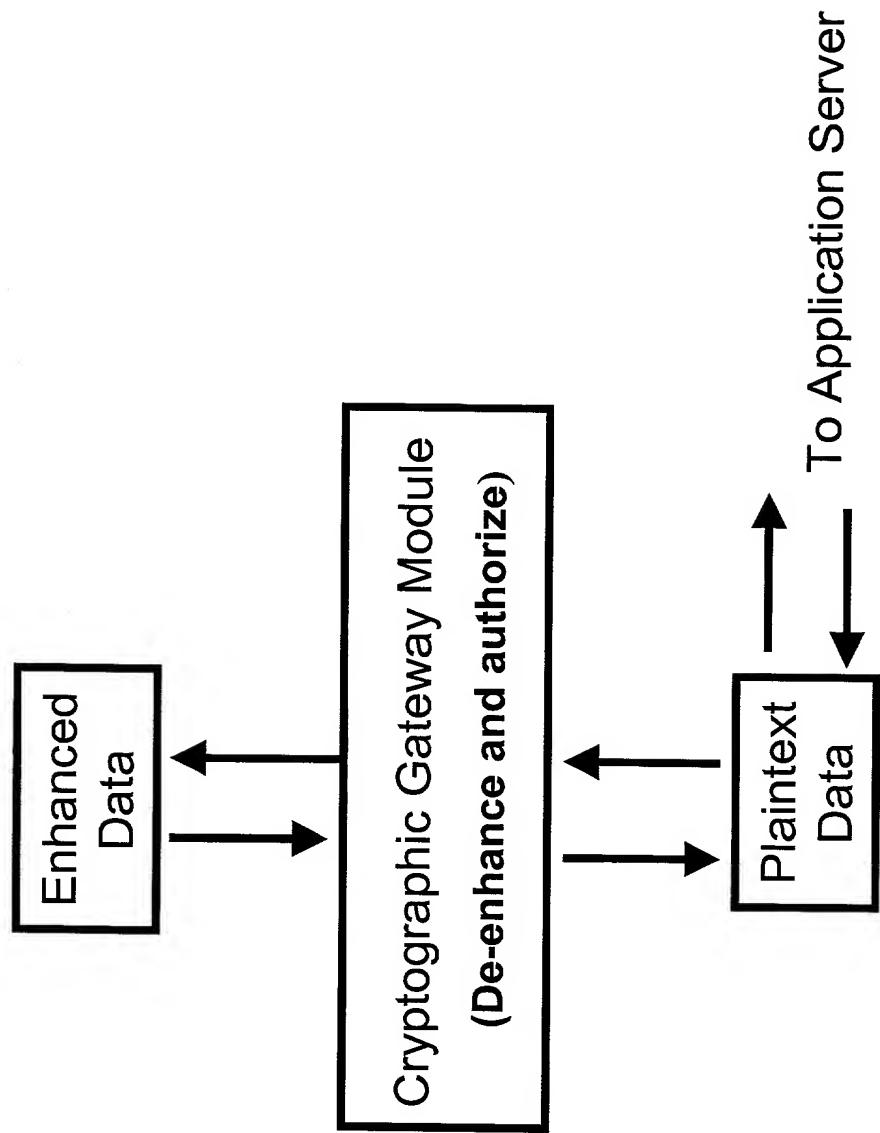 Enhanced
Data
Cryptographic Gateway Module
(De-enhance and authorize)
Plaintext
Data
To Application Server